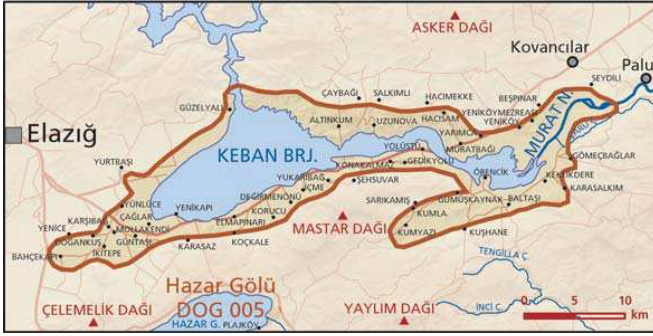 ASKER DAĞI
Kovancılar
Palu
SEYDİLİ
ÇAYBAĞI
SALKIMLI
HACIMEKKE
BEŞPINAR
GÜZELYALI
ALTINKUM
UZUNOVA
HACISAM
YENİKÖYMEZREASI
YENİKÖY
MURAT N.
Elazığ
YARIMCA
KEBAN BRJ.
YOLÜSTÜ
MURATBAĞI
GÖMEÇBAĞLAR
YURTBAŞI
KONAKALMAZ
GEDİKYOLU
YUKARIBAĞ
ŞEHSUVAR
ÖRENCİK
KENTİKDERE
İÇME
KARASALKIM
DEĞİRMENÖNÜ
GÜMÜŞKAYNAK
BALTAŞI
YÜNLÜCE
YENİKAPI
KORUCU
SARIKAMIŞ
ÇAĞLAR
ELMAPINARI
KUMLA
KARŞIBAĞ
MOLLAKENDİ
MASTAR DAĞI
KUMYAZI
KUŞHANE
YENİCE
DOĞANKUŞ
GÜNTAŞI
KOÇKALE
İKİTEPE
KARASAZ
BAHÇEKAPI
TENGİLLA Ç.
Hazar Gölü
DOG 005
İNCİ Ç.
ÇELEMELİK DAĞI
YAYLIM DAĞI
HAZAR G.
PLAJKÖY
0 5 10
km